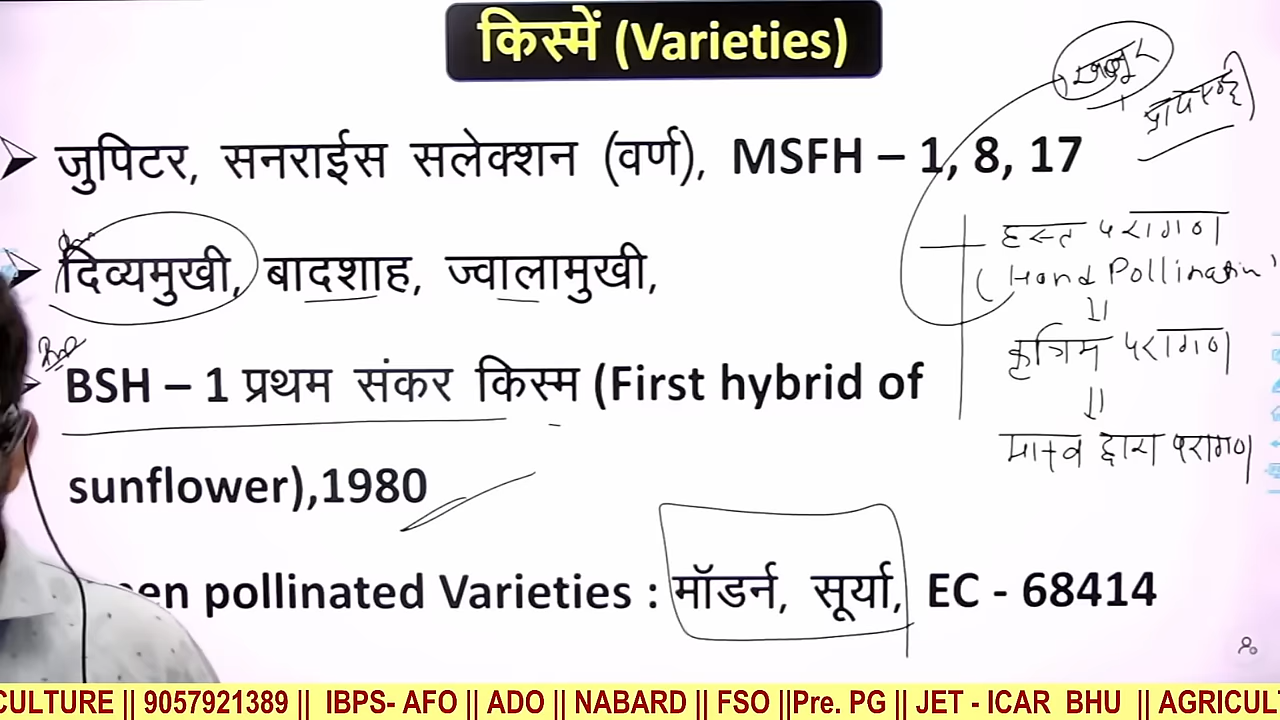 किस्में (Varieties)
जुपिटर, सनराईस सलेक्शन (वर्ण), MSFH – 1, 8, 17
दिव्यमुखी, बादशाह, ज्वालामुखी,
BSH – 1 प्रथम संकर किस्म (First hybrid of
sunflower),1980
en pollinated Varieties : मॉडर्न, सूर्या, EC - 68414
खजूर
हस्त परागण
(Hand Pollination)
कृत्रिम परागण
मानव द्वारा परागण
CULTURE || 9057921389 || IBPS- AFO || ADO || NABARD || FSO ||Pre. PG || JET - ICAR BHU || AGRICUL